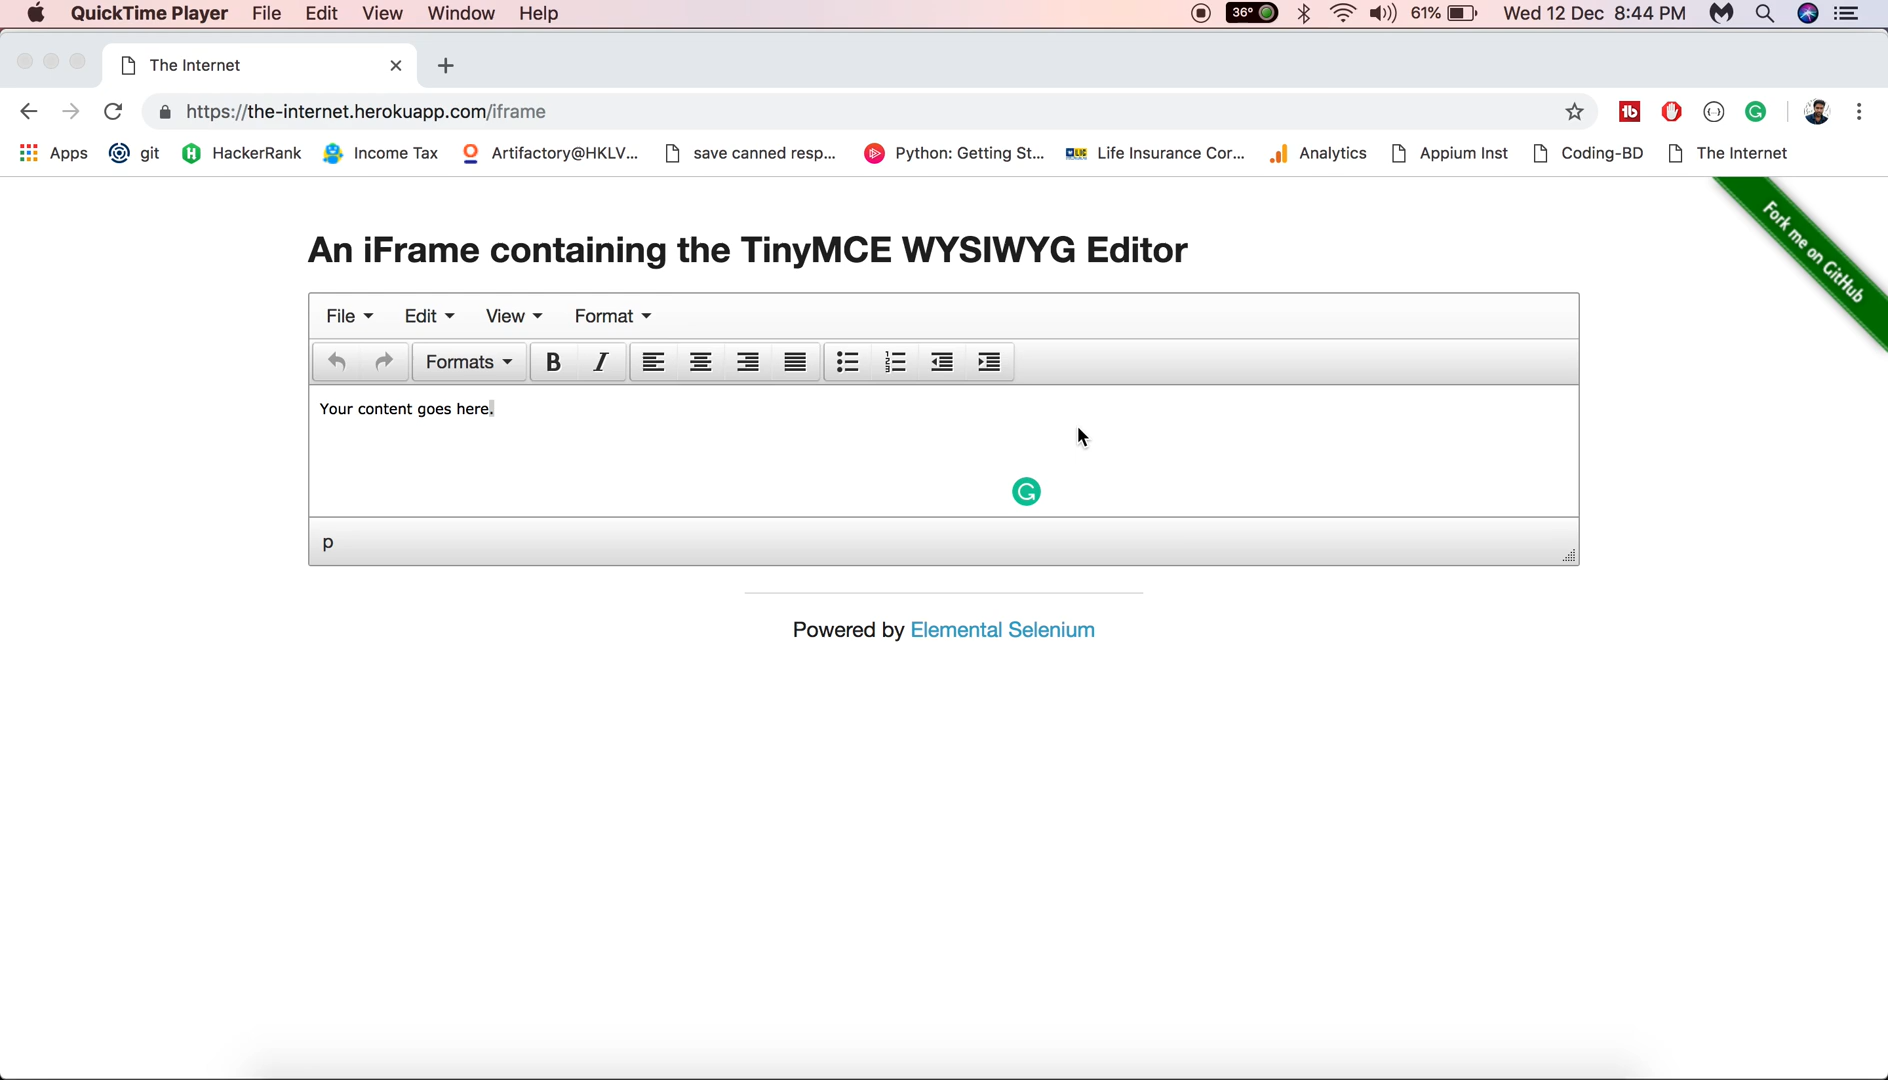 QuickTime Player File Edit View Window Help 36° 61% Wed 12 Dec 8:44 PM
The Internet
https://the-internet.herokuapp.com/iframe
Apps git HackerRank Income Tax Artifactory@HKLV... save canned resp... Python: Getting St... Life Insurance Cor... Analytics Appium Inst Coding-BD The Internet
Fork me on GitHub
An iFrame containing the TinyMCE WYSIWYG Editor
File Edit View Format
Formats B I
Your content goes here.
p
Powered by Elemental Selenium